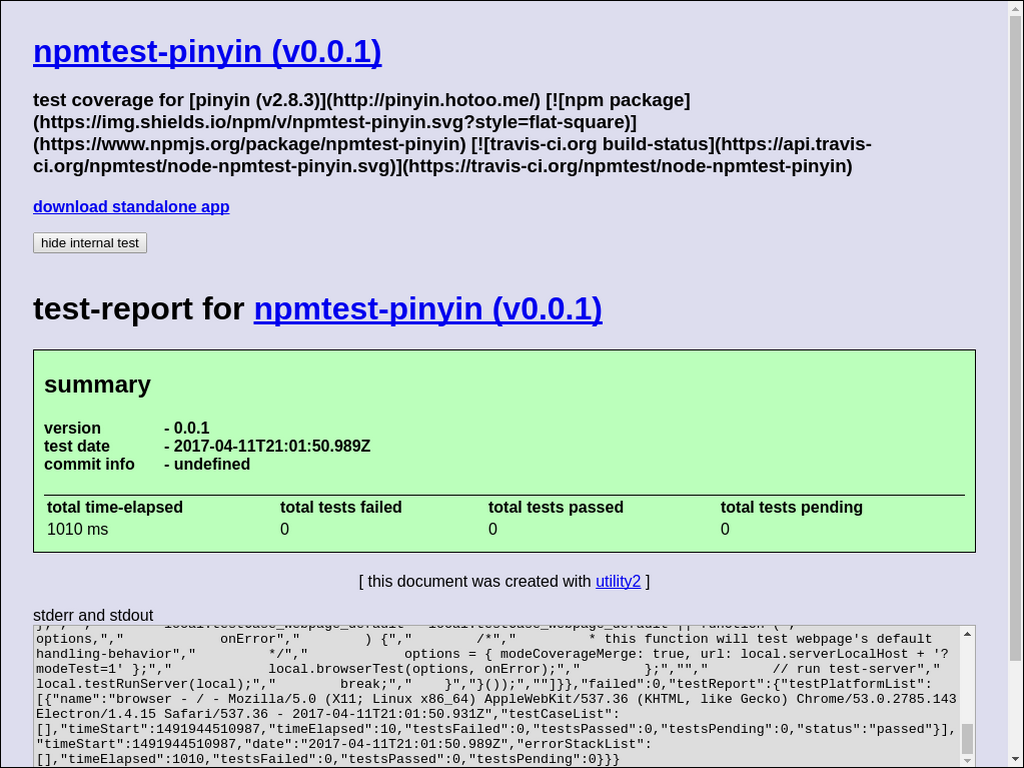 npmtest-pinyin (v0.0.1)
test coverage for [pinyin (v2.8.3)](http://pinyin.hotoo.me/) [![npm package]
(https://img.shields.io/npm/v/npmtest-pinyin.svg?style=flat-square)]
(https://www.npmjs.org/package/npmtest-pinyin) [![travis-ci.org build-status](https://api.travis-
ci.org/npmtest/node-npmtest-pinyin.svg)](https://travis-ci.org/npmtest/node-npmtest-pinyin)
download standalone app
hide internal test
test-report for npmtest-pinyin (v0.0.1)
summary
version - 0.0.1
test date - 2017-04-11T21:01:50.989Z
commit info - undefined
total time-elapsed total tests failed total tests passed total tests pending
1010 ms 0 0 0
[ this document was created with utility2 ]
stderr and stdout
options,","            onError","        ) {","        /*","         * this function will test webpage's default
handling-behavior","         */","            options = { modeCoverageMerge: true, url: local.serverLocalHost + '?
modeTest=1' };","            local.browserTest(options, onError);","        };","","        // run test-server","
local.testRunServer(local);","        break;","    }","}());",""]}},"failed":0,"testReport":{"testPlatformList":
[{"name":"browser - / - Mozilla/5.0 (X11; Linux x86_64) AppleWebKit/537.36 (KHTML, like Gecko) Chrome/53.0.2785.143
Electron/1.4.15 Safari/537.36 - 2017-04-11T21:01:50.931Z","testCaseList":
[],"timeStart":1491944510987,"timeElapsed":10,"testsFailed":0,"testsPassed":0,"testsPending":0,"status":"passed"}],
"timeStart":1491944510987,"date":"2017-04-11T21:01:50.989Z","errorStackList":
[],"timeElapsed":1010,"testsFailed":0,"testsPassed":0,"testsPending":0}}}